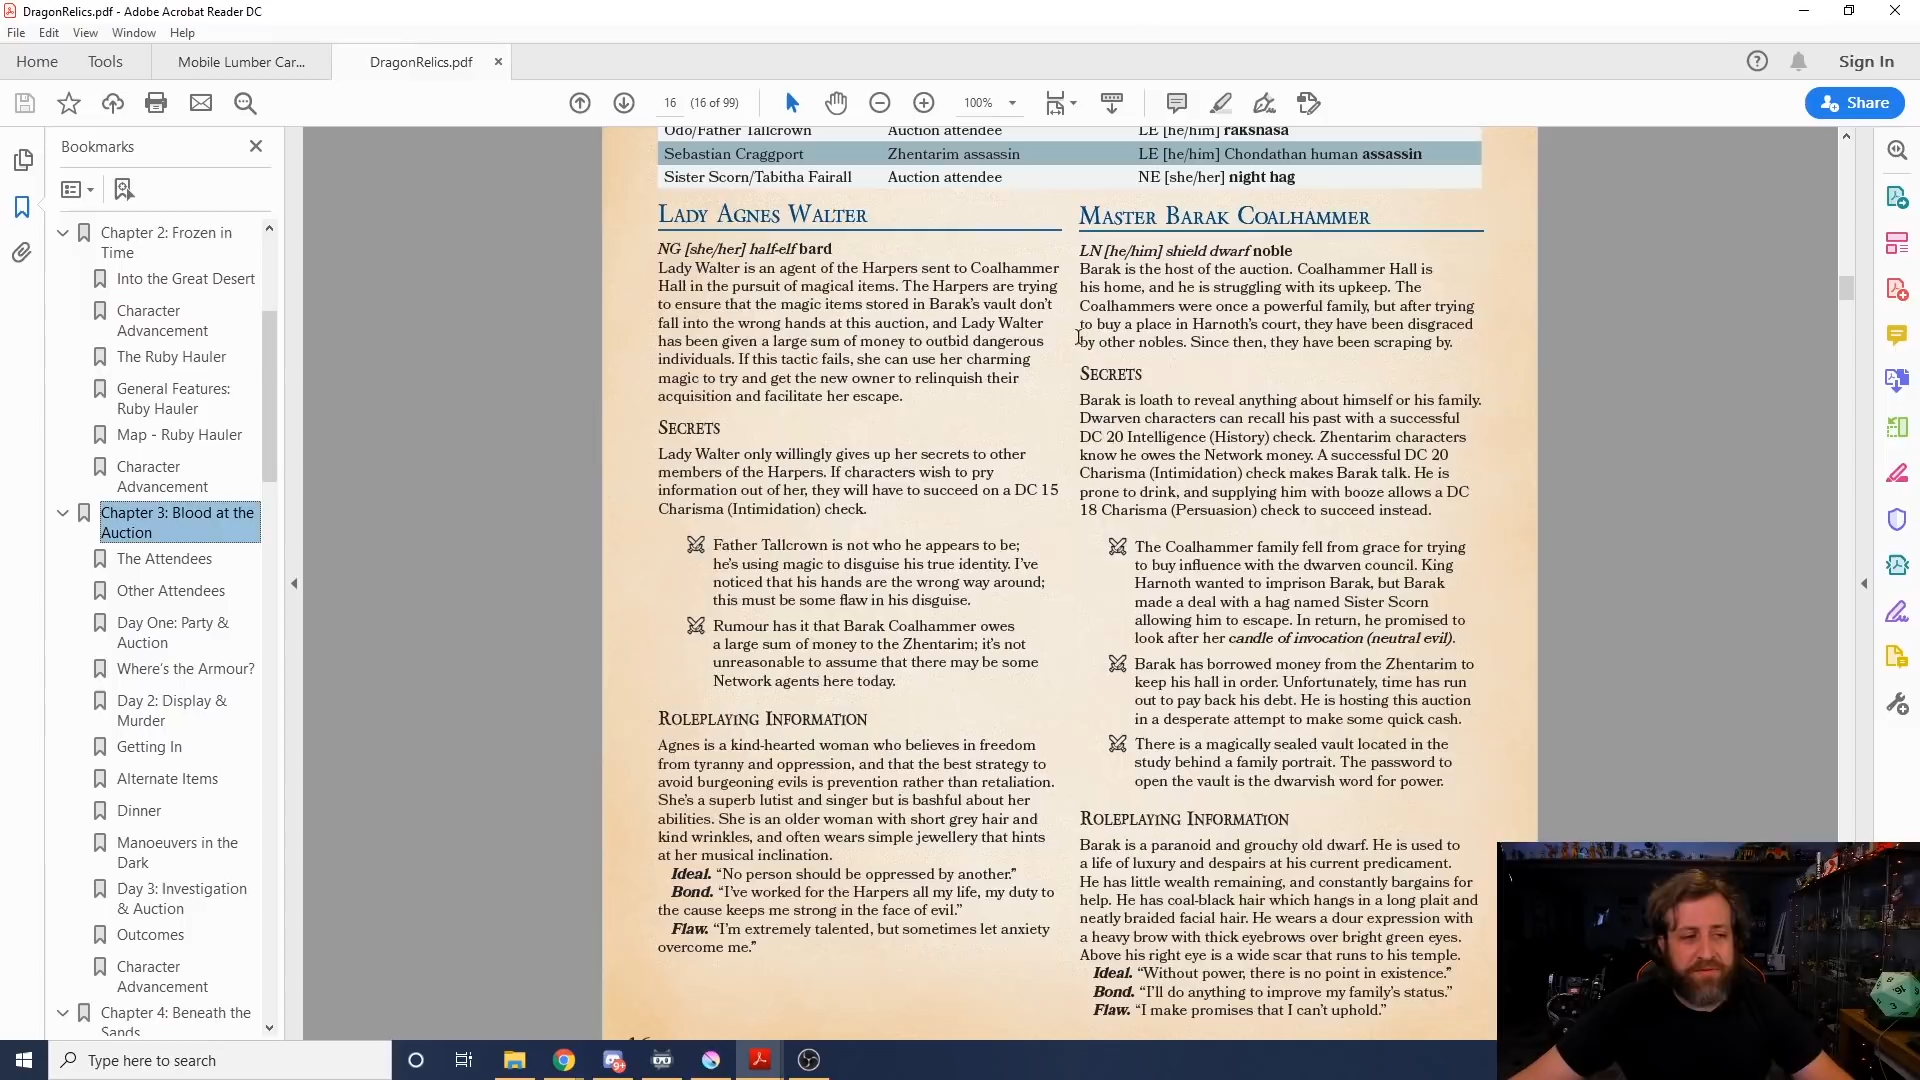 DragonRelics.pdf - Adobe Acrobat Reader DC
File Edit View Window Help
Home Tools Mobile Lumber Car... DragonRelics.pdf Sign In
16 (16 of 99) 100% Share
Bookmarks
Chapter 2: Frozen in
Time
Into the Great Desert
Character
Advancement
The Ruby Hauler
General Features:
Ruby Hauler
Map - Ruby Hauler
Character
Advancement
Chapter 3: Blood at the
Auction
The Attendees
Other Attendees
Day One: Party &
Auction
Where's the Armour?
Day 2: Display &
Murder
Getting In
Alternate Items
Dinner
Manoeuvers in the
Dark
Day 3: Investigation
& Auction
Outcomes
Character
Advancement
Chapter 4: Beneath the
Sands
Odo/Father Tallcrown Auction attendee LE [he/him] rakshasa
Sebastian Craggport Zhentarim assassin LE [he/him] Chondathan human assassin
Sister Scorn/Tabitha Fairall Auction attendee NE [she/her] night hag
Lady Agnes Walter
NG [she/her] half-elf bard
Lady Walter is an agent of the Harpers sent to Coalhammer
Hall in the pursuit of magical items. The Harpers are trying
to ensure that the magic items stored in Barak's vault don't
fall into the wrong hands at this auction, and Lady Walter
has been given a large sum of money to outbid dangerous
individuals. If this tactic fails, she can use her charming
magic to try and get the new owner to relinquish their
acquisition and facilitate her escape.
Secrets
Lady Walter only willingly gives up her secrets to other
members of the Harpers. If characters wish to pry
information out of her, they will have to succeed on a DC 15
Charisma (Intimidation) check.
Father Tallcrown is not who he appears to be;
he's using magic to disguise his true identity. I've
noticed that his hands are the wrong way around;
this must be some flaw in his disguise.
Rumour has it that Barak Coalhammer owes
a large sum of money to the Zhentarim; it's not
unreasonable to assume that there may be some
Network agents here today.
Roleplaying Information
Agnes is a kind-hearted woman who believes in freedom
from tyranny and oppression, and that the best strategy to
avoid burgeoning evils is prevention rather than retaliation.
She's a superb lutist and singer but is bashful about her
abilities. She is an older woman with short grey hair and
kind wrinkles, and often wears simple jewellery that hints
at her musical inclination.
Ideal. “No person should be oppressed by another.”
Bond. “I've worked for the Harpers all my life, my duty to
the cause keeps me strong in the face of evil.”
Flaw. “I'm extremely talented, but sometimes let anxiety
overcome me.”
Master Barak Coalhammer
LN [he/him] shield dwarf noble
Barak is the host of the auction. Coalhammer Hall is
his home, and he is struggling with its upkeep. The
Coalhammers were once a powerful family, but after trying
to buy a place in Harnoth's court, they have been disgraced
by other nobles. Since then, they have been scraping by.
Secrets
Barak is loath to reveal anything about himself or his family.
Dwarven characters can recall his past with a successful
DC 20 Intelligence (History) check. Zhentarim characters
know he owes the Network money. A successful DC 20
Charisma (Intimidation) check makes Barak talk. He is
prone to drink, and supplying him with booze allows a DC
18 Charisma (Persuasion) check to succeed instead.
The Coalhammer family fell from grace for trying
to buy influence with the dwarven council. King
Harnoth wanted to imprison Barak, but Barak
made a deal with a hag named Sister Scorn
allowing him to escape. In return, he promised to
look after her candle of invocation (neutral evil).
Barak has borrowed money from the Zhentarim to
keep his hall in order. Unfortunately, time has run
out to pay back his debt. He is hosting this auction
in a desperate attempt to make some quick cash.
There is a magically sealed vault located in the
study behind a family portrait. The password to
open the vault is the dwarvish word for power.
Roleplaying Information
Barak is a paranoid and grouchy old dwarf. He is used to
a life of luxury and despairs at his current predicament.
He has little wealth remaining, and constantly bargains for
help. He has coal-black hair which hangs in a long plait and
neatly braided facial hair. He wears a dour expression with
a heavy brow with thick eyebrows over bright green eyes.
Above his right eye is a wide scar that runs to his temple.
Ideal. “Without power, there is no point in existence.”
Bond. “I'll do anything to improve my family's status.”
Flaw. “I make promises that I can't uphold.”
Type here to search